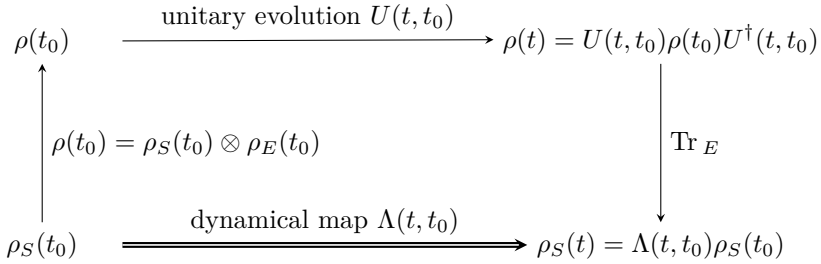 unitary evolution U(t, t₀)
ρ(t₀)
ρ(t) = U(t, t₀)ρ(t₀)U†(t, t₀)
ρ(t₀) = ρ_S(t₀) ⊗ ρ_E(t₀)
Tr_E
dynamical map Λ(t, t₀)
ρ_S(t₀)
ρ_S(t) = Λ(t, t₀)ρ_S(t₀)